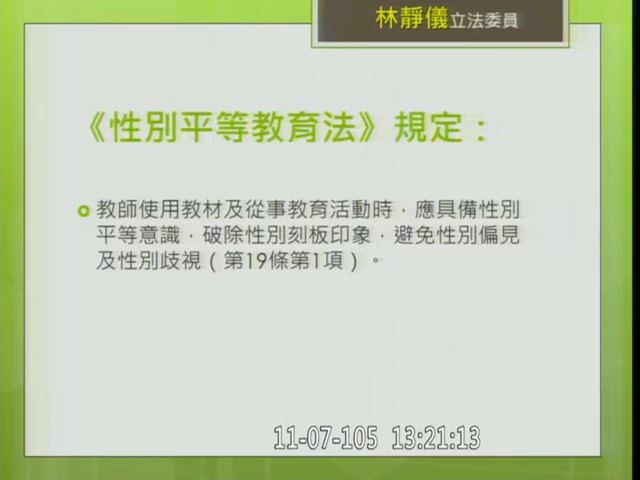 林靜儀立法委員
《性別平等教育法》規定：
教師使用教材及從事教育活動時，應具備性別
平等意識，破除性別刻板印象，避免性別偏見
及性別歧視（第19條第1項）。
11-07-105 13:21:13